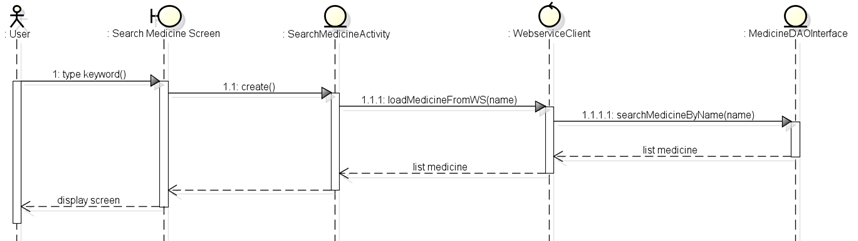 : User
: Search Medicine Screen
: SearchMedicineActivity
: WebserviceClient
: MedicineDAOInterface
1: type keyword()
1.1: create()
1.1.1: loadMedicineFromWS(name)
1.1.1.1: searchMedicineByName(name)
list medicine
list medicine
display screen